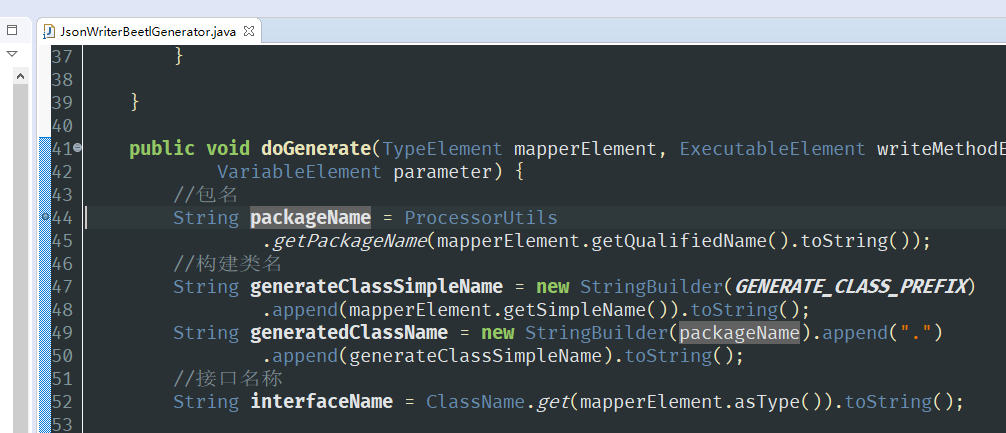 JsonWriterBeetlGenerator.java
37 }
38
39 }
40
41 public void doGenerate(TypeElement mapperElement, ExecutableElement writeMethodE
42 VariableElement parameter) {
43 //包名
44 String packageName = ProcessorUtils
45 .getPackageName(mapperElement.getQualifiedName().toString());
46 //构建类名
47 String generateClassSimpleName = new StringBuilder(GENERATE_CLASS_PREFIX)
48 .append(mapperElement.getSimpleName()).toString();
49 String generatedClassName = new StringBuilder(packageName).append(".")
50 .append(generateClassSimpleName).toString();
51 //接口名称
52 String interfaceName = ClassName.get(mapperElement.asType()).toString();
53